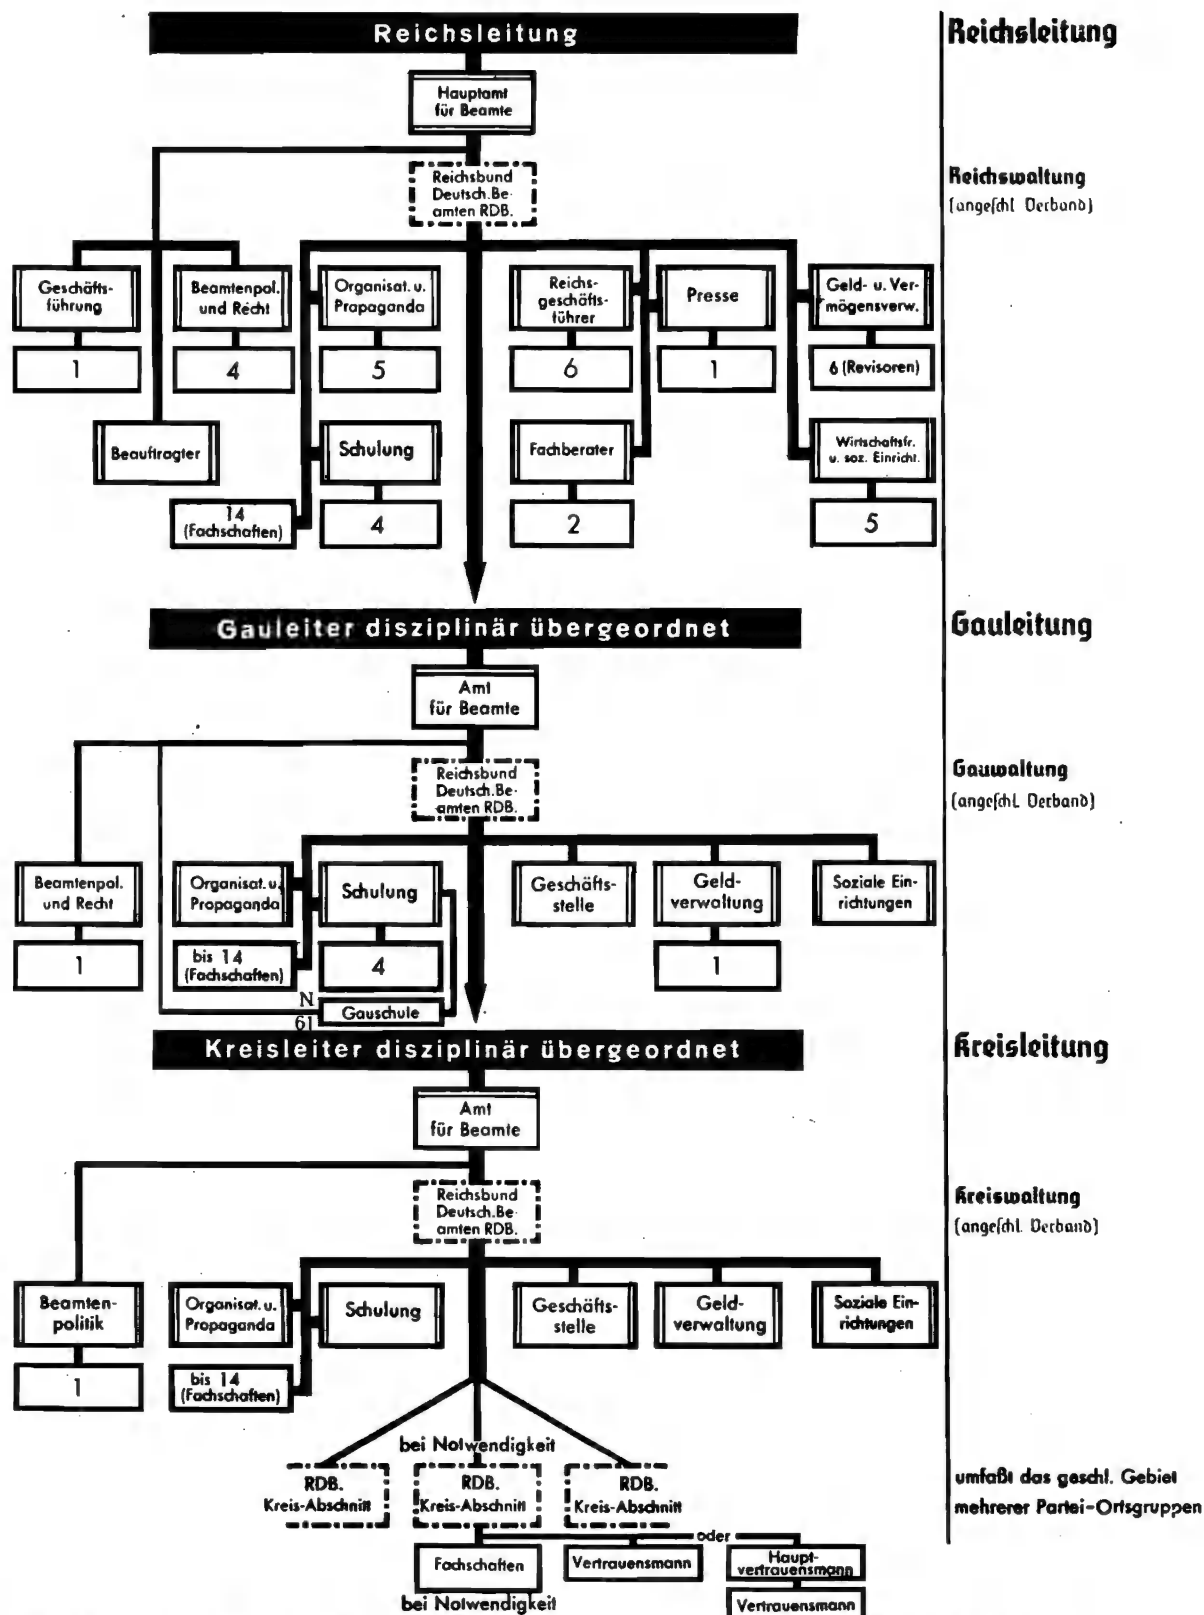 Reichsleitung
Reichsleitung
Hauptamt
für Beamte
Reichsbund
Deutsch.Be-
amten RDB.
Reichswaltung
(angeschl. Verband)
Geschäfts-
führung
1
Beamtenpol.
und Recht
4
Organisat. u.
Propaganda
5
Reichs-
geschäfts-
führer
6
Presse
1
Geld- u. Ver-
mögensverw.
6 (Revisoren)
Beauftragter
14
(Fachschaften)
Schulung
4
Fachberater
2
Wirtschaftsfr.
u. soz. Einricht.
5
Gauleiter disziplinär übergeordnet
Gauleitung
Amt
für Beamte
Reichsbund
Deutsch.Be-
amten RDB.
Gauwaltung
(angeschl. Verband)
Beamtenpol.
und Recht
1
Organisat. u.
Propaganda
bis 14
(Fachschaften)
Schulung
4
N
61
Gauschule
Geschäfts-
stelle
Geld-
verwaltung
1
Soziale Ein-
richtungen
Kreisleiter disziplinär übergeordnet
Kreisleitung
Amt
für Beamte
Reichsbund
Deutsch.Be-
amten RDB.
Kreiswaltung
(angeschl. Verband)
Beamten-
politik
1
Organisat. u.
Propaganda
bis 14
(Fachschaften)
Schulung
Geschäfts-
stelle
Geld-
verwaltung
Soziale Ein-
richtungen
bei Notwendigkeit
RDB.
Kreis-Abschnitt
RDB.
Kreis-Abschnitt
RDB.
Kreis-Abschnitt
umfaßt das geschl. Gebiet
mehrerer Partei-Ortsgruppen
oder
Fachschaften
bei Notwendigkeit
Vertrauensmann
Haupt-
vertrauensmann
Vertrauensmann